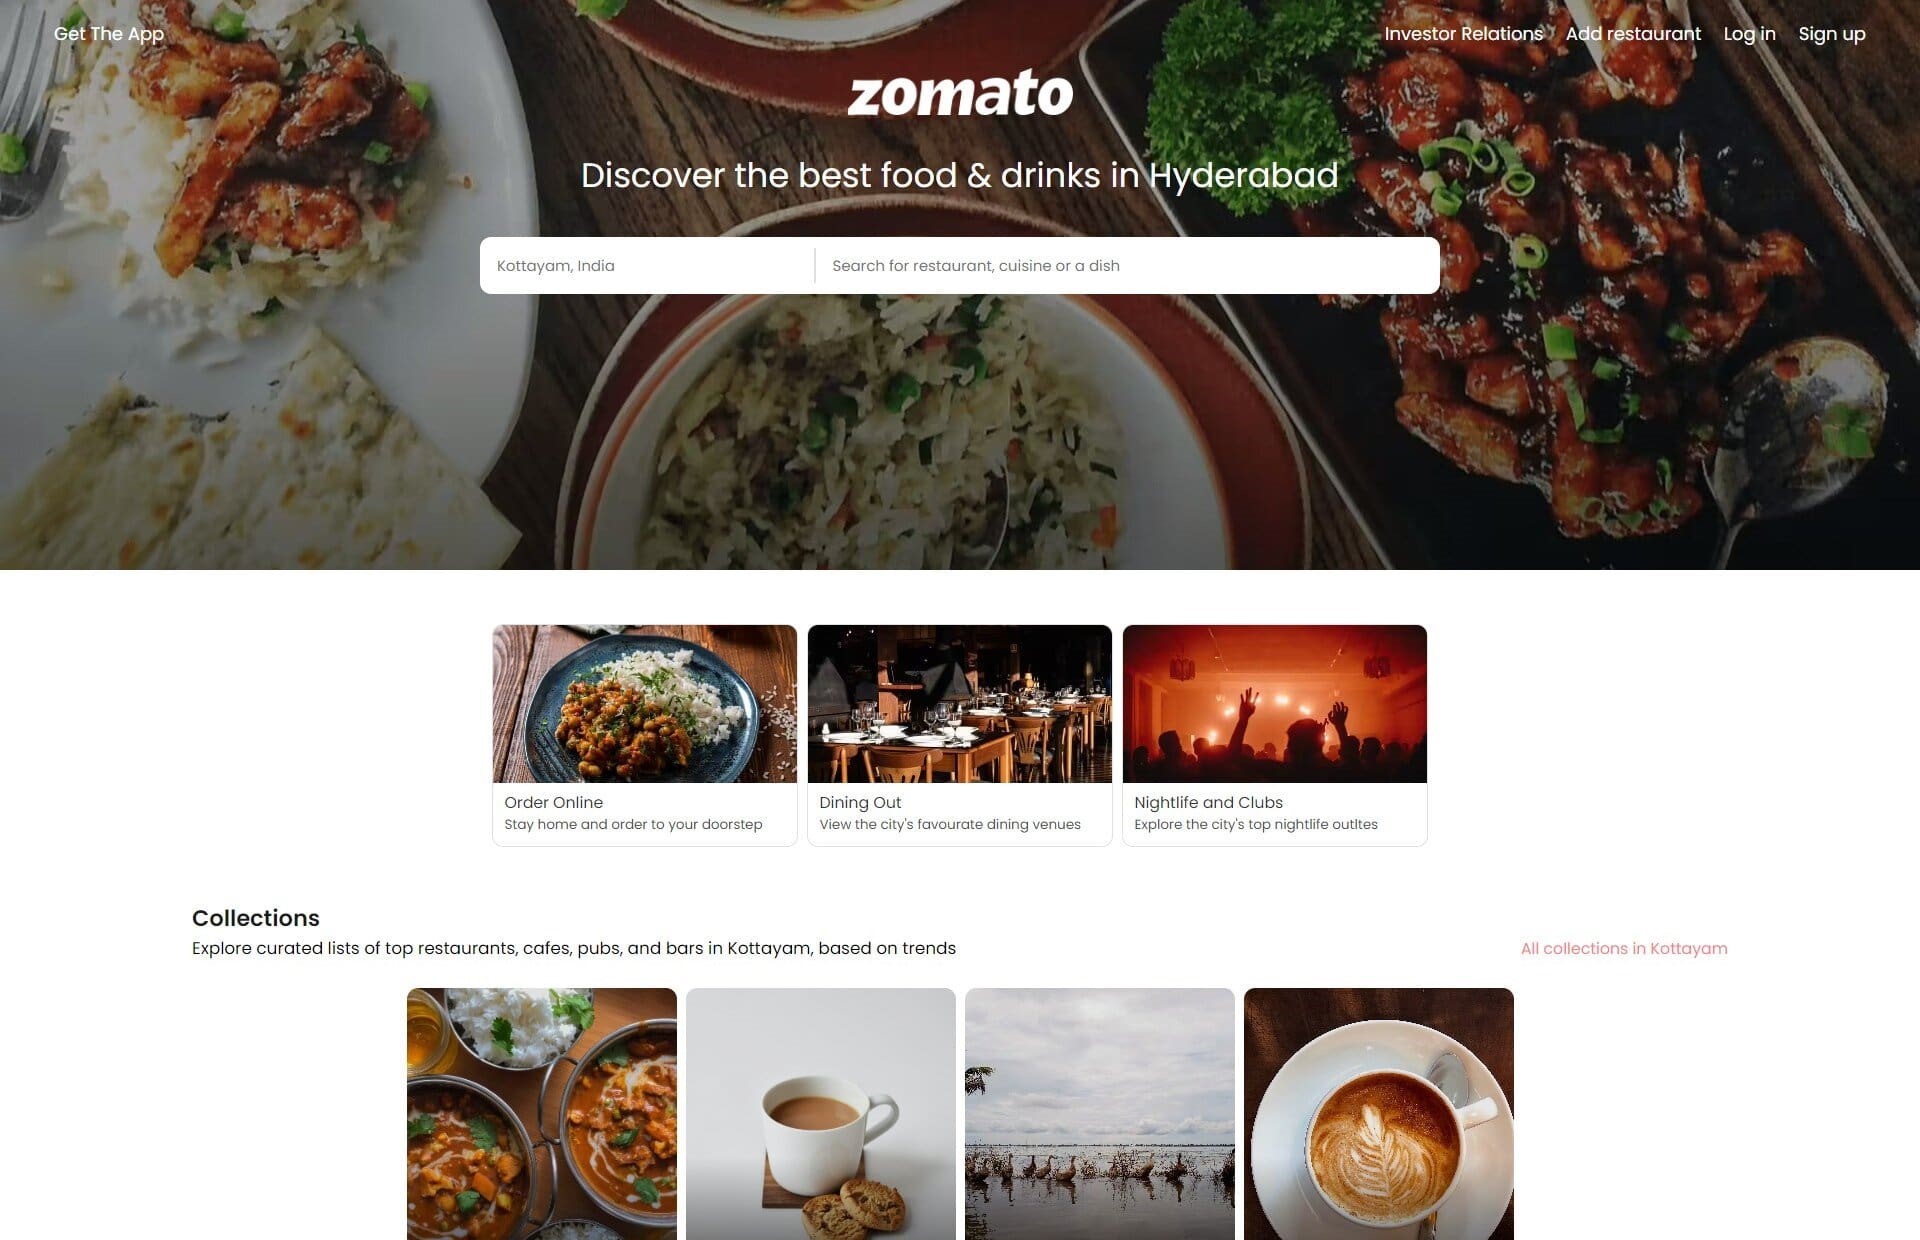 Get The App
Investor Relations
Add restaurant
Log in
Sign up
zomato
Discover the best food & drinks in Hyderabad
Kottayam, India
Search for restaurant, cuisine or a dish
Order Online
Stay home and order to your doorstep
Dining Out
View the city's favourate dining venues
Nightlife and Clubs
Explore the city's top nightlife outltes
Collections
Explore curated lists of top restaurants, cafes, pubs, and bars in Kottayam, based on trends
All collections in Kottayam